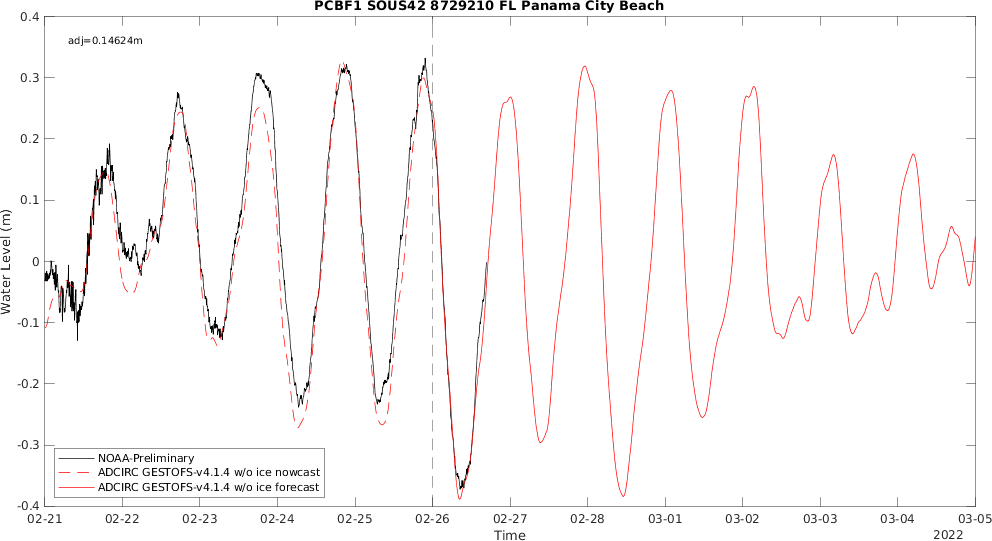 PCBF1 SOUS42 8729210 FL Panama City Beach
adj=0.14624m
0.4
0.3
0.2
0.1
0
-0.1
-0.2
-0.3
-0.4
Water Level (m)
NOAA-Preliminary
ADCIRC GESTOFS-v4.1.4 w/o ice nowcast
ADCIRC GESTOFS-v4.1.4 w/o ice forecast
02-21 02-22 02-23 02-24 02-25 02-26 02-27 02-28 03-01 03-02 03-03 03-04 03-05
Time
2022